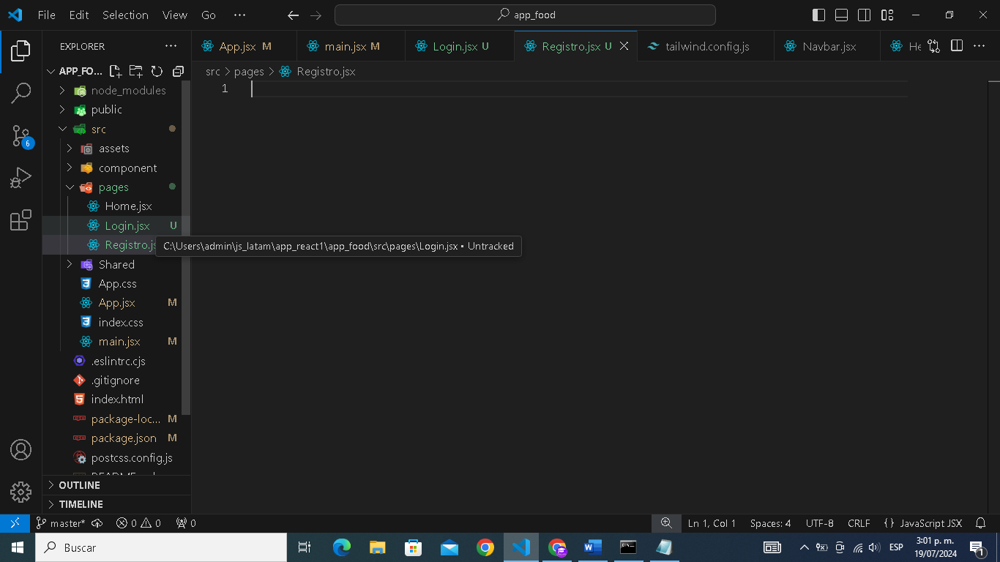 File Edit Selection View Go ··· app_food
EXPLORER ···
App.jsx M main.jsx M Login.jsx U Registro.jsx U tailwind.config.js Navbar.jsx He ···
APP_FO...
src > pages > Registro.jsx
1
node_modules
public
src
assets
component
pages
Home.jsx
Login.jsx U
Registro.js
C:\Users\admin\js_latam\app_react1\app_food\src\pages\Login.jsx • Untracked
Shared
App.css
App.jsx M
index.css
main.jsx M
.eslintrc.cjs
.gitignore
index.html
package-loc... M
package.json M
postcss.config.js
OUTLINE
TIMELINE
6
master* 0 0 0 Ln 1, Col 1 Spaces: 4 UTF-8 CRLF {} JavaScript JSX
Buscar
ESP
3:01 p. m.
19/07/2024
1